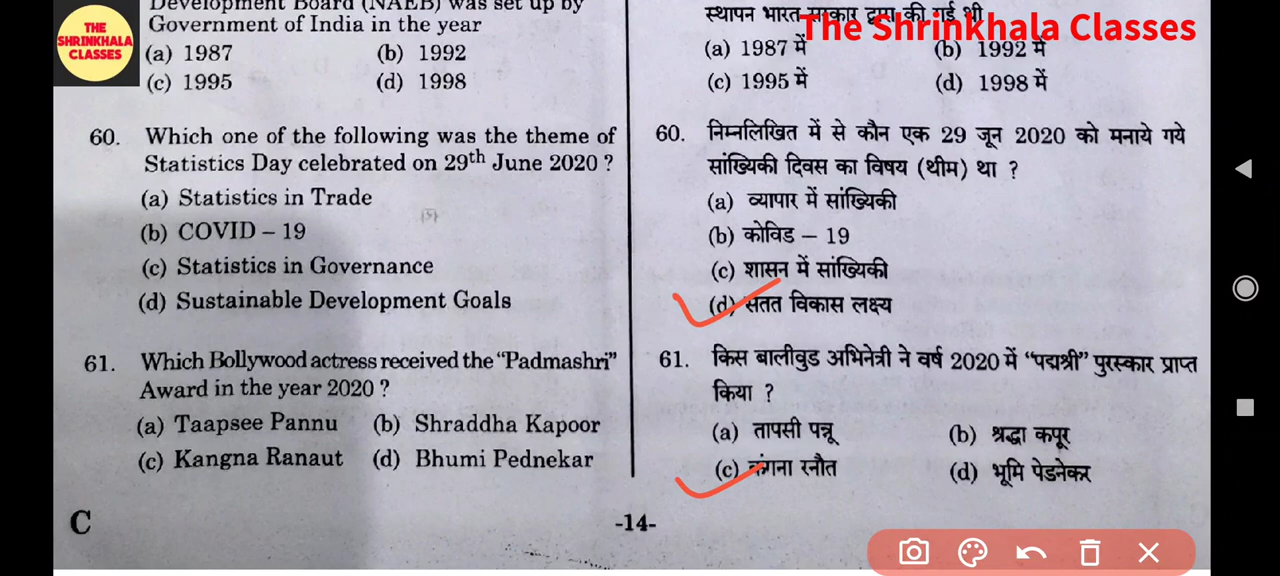 THE
SHRINKHALA
CLASSES
The Shrinkhala Classes
Development Board (NAEB) was set up by
Government of India in the year
(a) 1987 (b) 1992
(c) 1995 (d) 1998
60. Which one of the following was the theme of
Statistics Day celebrated on 29th June 2020 ?
(a) Statistics in Trade
(b) COVID – 19
(c) Statistics in Governance
(d) Sustainable Development Goals
61. Which Bollywood actress received the “Padmashri”
Award in the year 2020 ?
(a) Taapsee Pannu (b) Shraddha Kapoor
(c) Kangna Ranaut (d) Bhumi Pednekar
स्थापन भारत सरकार द्वारा की गई थी
(a) 1987 में (b) 1992 में
(c) 1995 में (d) 1998 में
60. निम्नलिखित में से कौन एक 29 जून 2020 को मनाये गये
सांख्यिकी दिवस का विषय (थीम) था ?
(a) व्यापार में सांख्यिकी
(b) कोविड – 19
(c) शासन में सांख्यिकी
(d) सतत विकास लक्ष्य
61. किस बालीवुड अभिनेत्री ने वर्ष 2020 में “पद्मश्री” पुरस्कार प्राप्त
किया ?
(a) तापसी पन्नू (b) श्रद्धा कपूर
(c) कंगना रनौत (d) भूमि पेडनेकर
C -14-